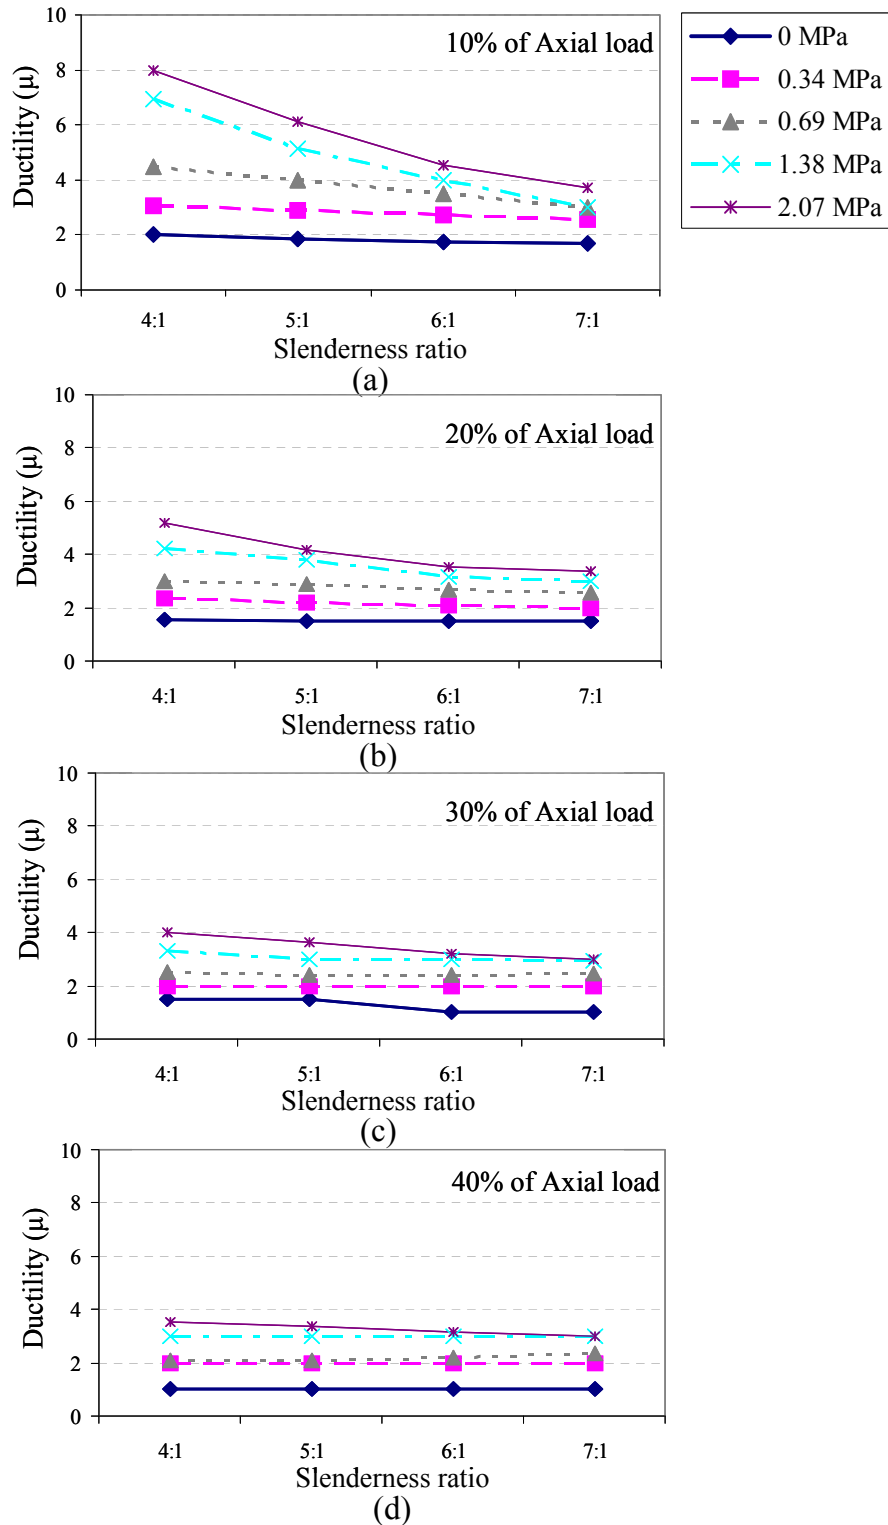 10
10% of Axial load
8
6
4
2
0
Ductility (μ)
4:1 5:1 6:1 7:1
Slenderness ratio
(a)
0 MPa
0.34 MPa
0.69 MPa
1.38 MPa
2.07 MPa
10
20% of Axial load
8
6
4
2
0
Ductility (μ)
4:1 5:1 6:1 7:1
Slenderness ratio
(b)
10
30% of Axial load
8
6
4
2
0
Ductility (μ)
4:1 5:1 6:1 7:1
Slenderness ratio
(c)
10
40% of Axial load
8
6
4
2
0
Ductility (μ)
4:1 5:1 6:1 7:1
Slenderness ratio
(d)